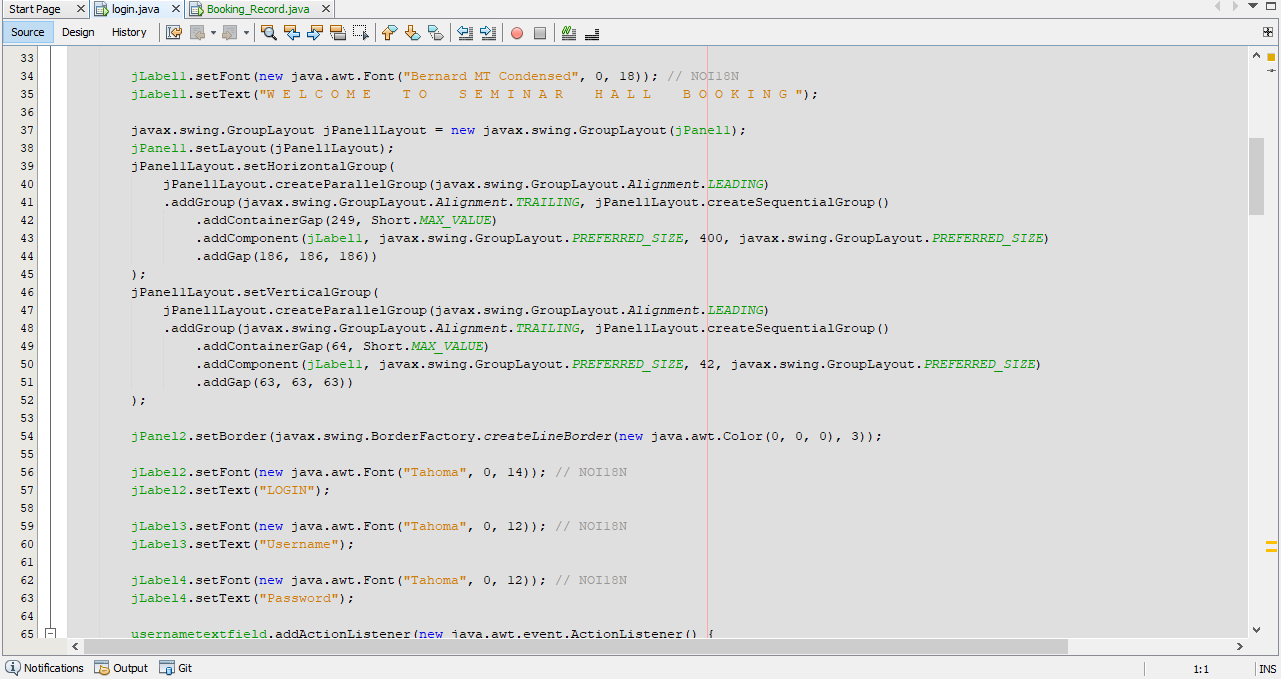 Start Page login.java Booking_Record.java
Source Design History
33
34 jLabel1.setFont(new java.awt.Font("Bernard MT Condensed", 0, 18)); // NOI18N
35 jLabel1.setText("W E L C O M E    T O    S E M I N A R    H A L L    B O O K I N G ");
36
37 javax.swing.GroupLayout jPanel1Layout = new javax.swing.GroupLayout(jPanel1);
38 jPanel1.setLayout(jPanel1Layout);
39 jPanel1Layout.setHorizontalGroup(
40 jPanel1Layout.createParallelGroup(javax.swing.GroupLayout.Alignment.LEADING)
41 .addGroup(javax.swing.GroupLayout.Alignment.TRAILING, jPanel1Layout.createSequentialGroup()
42 .addContainerGap(249, Short.MAX_VALUE)
43 .addComponent(jLabel1, javax.swing.GroupLayout.PREFERRED_SIZE, 400, javax.swing.GroupLayout.PREFERRED_SIZE)
44 .addGap(186, 186, 186))
45 );
46 jPanel1Layout.setVerticalGroup(
47 jPanel1Layout.createParallelGroup(javax.swing.GroupLayout.Alignment.LEADING)
48 .addGroup(javax.swing.GroupLayout.Alignment.TRAILING, jPanel1Layout.createSequentialGroup()
49 .addContainerGap(64, Short.MAX_VALUE)
50 .addComponent(jLabel1, javax.swing.GroupLayout.PREFERRED_SIZE, 42, javax.swing.GroupLayout.PREFERRED_SIZE)
51 .addGap(63, 63, 63))
52 );
53
54 jPanel2.setBorder(javax.swing.BorderFactory.createLineBorder(new java.awt.Color(0, 0, 0), 3));
55
56 jLabel2.setFont(new java.awt.Font("Tahoma", 0, 14)); // NOI18N
57 jLabel2.setText("LOGIN");
58
59 jLabel3.setFont(new java.awt.Font("Tahoma", 0, 12)); // NOI18N
60 jLabel3.setText("Username");
61
62 jLabel4.setFont(new java.awt.Font("Tahoma", 0, 12)); // NOI18N
63 jLabel4.setText("Password");
64
65 usernametextfield.addActionListener(new java.awt.event.ActionListener() {
Notifications Output Git 1:1 INS